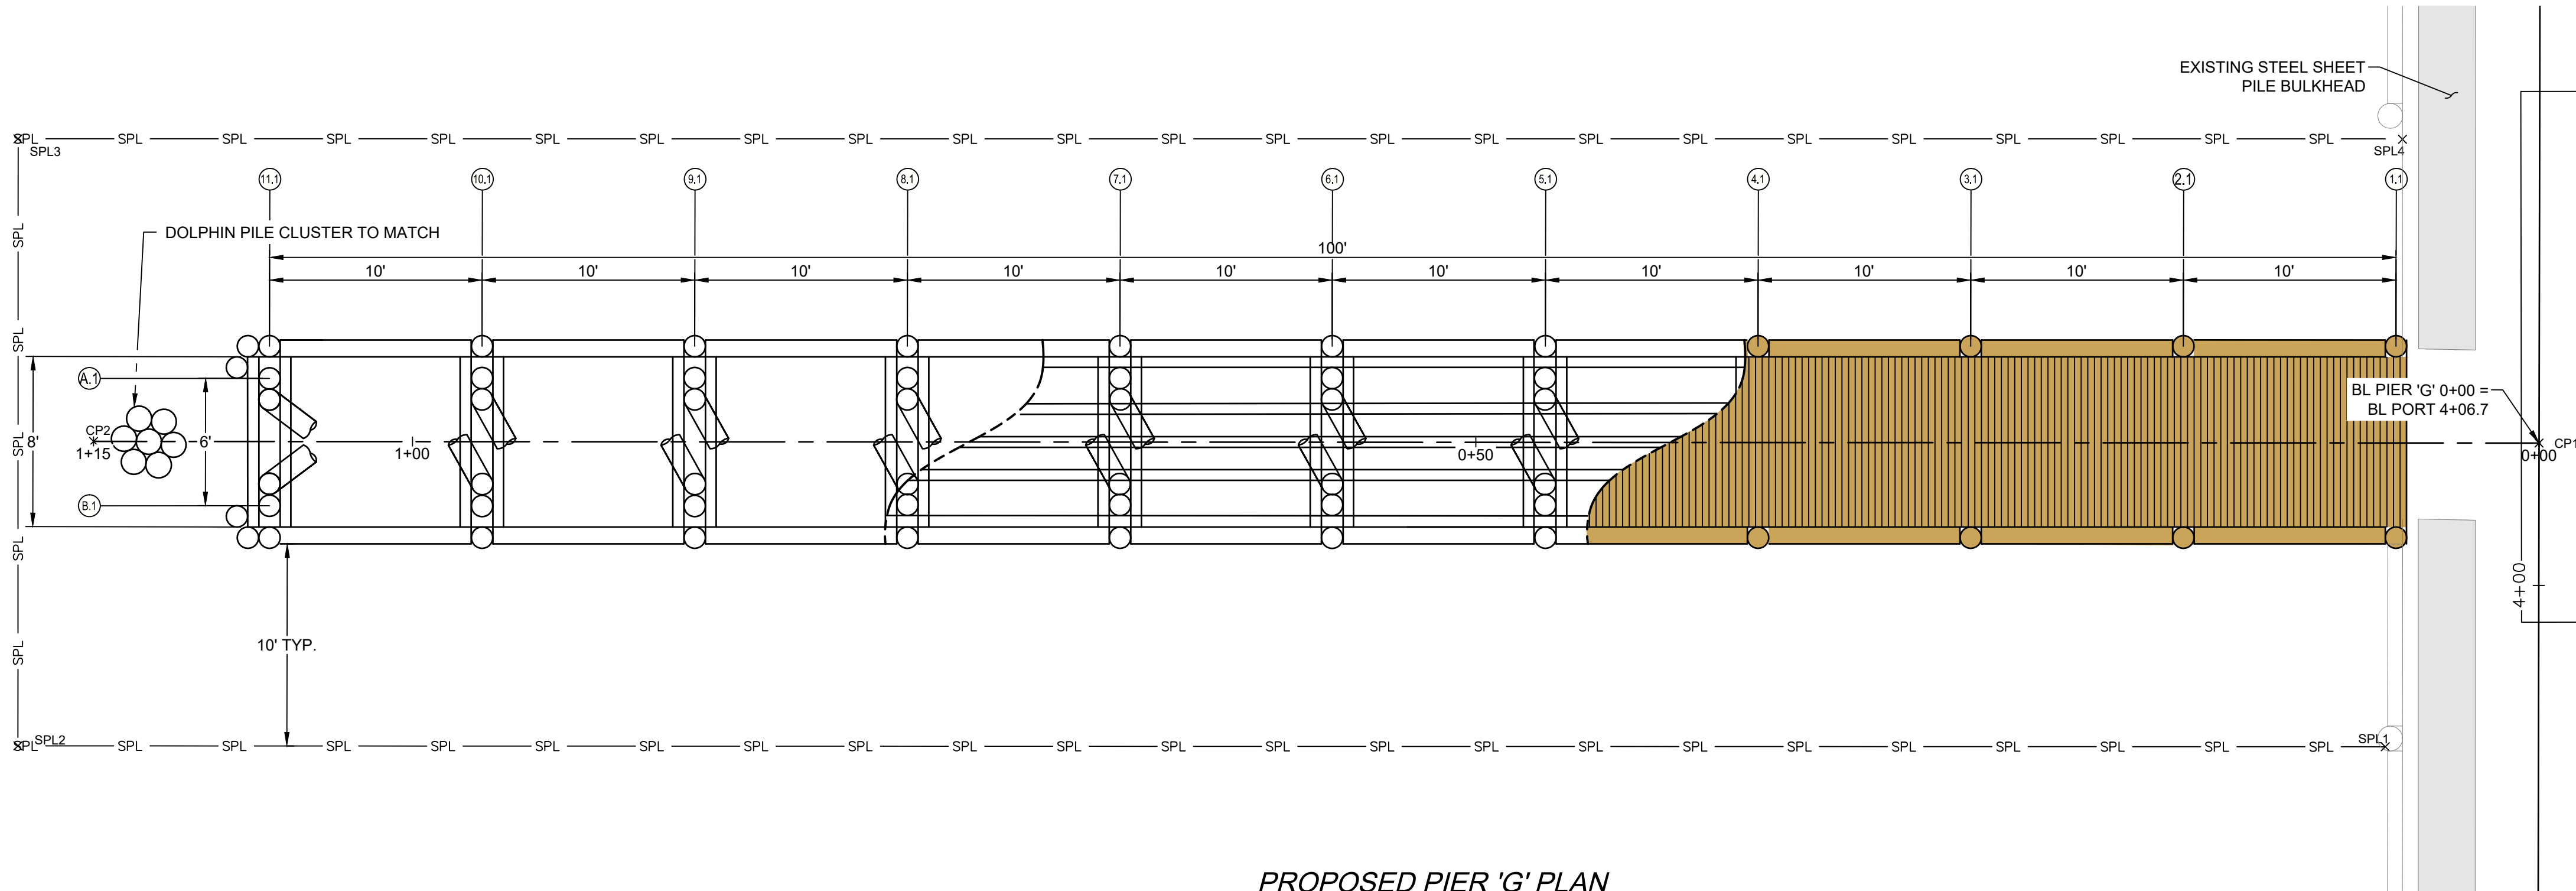 EXISTING STEEL SHEET
PILE BULKHEAD
SPL SPL SPL SPL SPL SPL SPL SPL SPL SPL SPL SPL SPL SPL SPL SPL SPL SPL SPL SPL SPL SPL SPL
SPL3
SPL4
11.1 10.1 9.1 8.1 7.1 6.1 5.1 4.1 3.1 2.1 1.1
SPL
DOLPHIN PILE CLUSTER TO MATCH
100'
10' 10' 10' 10' 10' 10' 10' 10' 10' 10'
SPL
A.1
BL PIER 'G' 0+00 =
BL PORT 4+06.7
CP2
8'
SPL
6'
CP1
1+15
1+00
0+50
0+00
B.1
SPL
4+00
10' TYP.
SPL
SPL2
SPL1
SPL SPL SPL SPL SPL SPL SPL SPL SPL SPL SPL SPL SPL SPL SPL SPL SPL SPL SPL SPL SPL SPL SPL
PROPOSED PIER 'G' PLAN